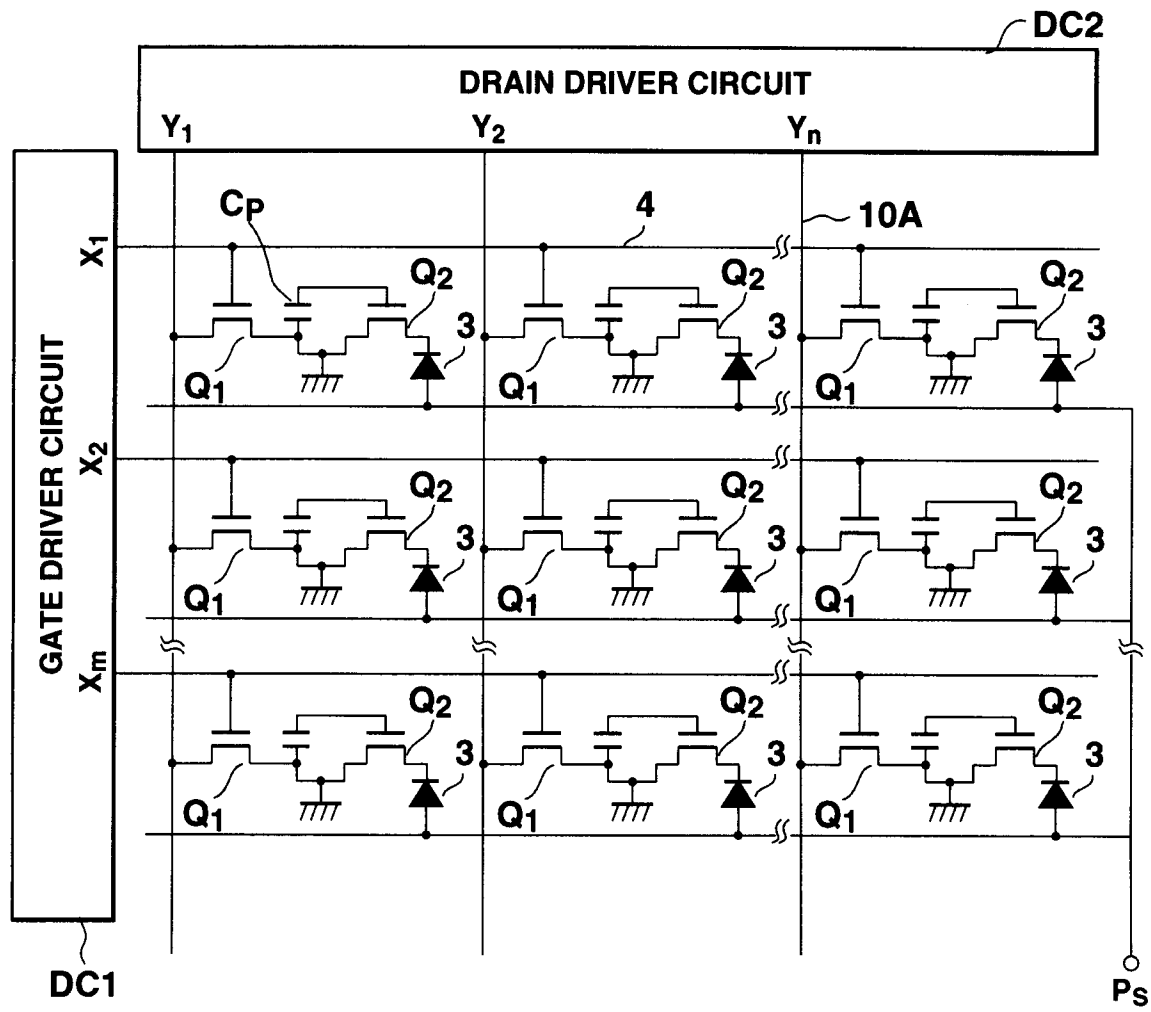 DC2
DRAIN DRIVER CIRCUIT
Y1 Y2 Yn
CP 4 10A
X1
Q2 Q2 Q2
3 3 3
Q1 Q1 Q1
GATE DRIVER CIRCUIT
X2
Q2 Q2 Q2
3 3 3
Q1 Q1 Q1
Xm
Q2 Q2 Q2
3 3 3
Q1 Q1 Q1
DC1
PS